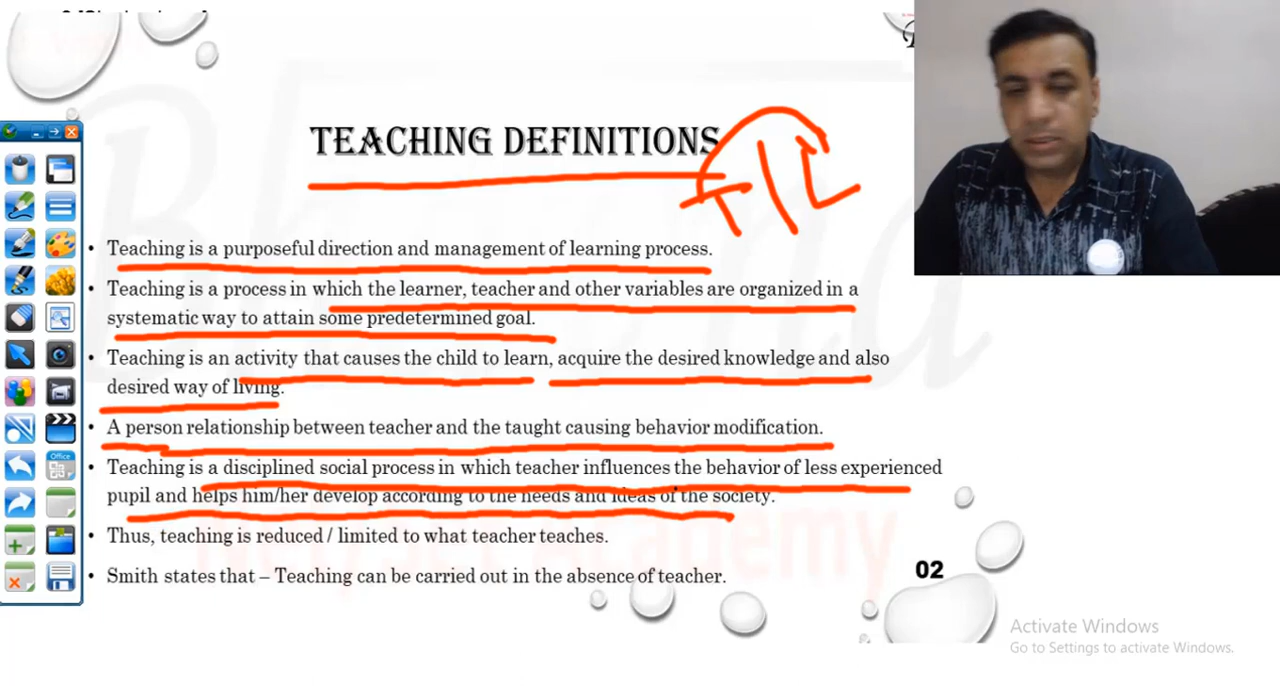 TEACHING DEFINITIONS
TIL
• Teaching is a purposeful direction and management of learning process.
• Teaching is a process in which the learner, teacher and other variables are organized in a
systematic way to attain some predetermined goal.
• Teaching is an activity that causes the child to learn, acquire the desired knowledge and also
desired way of living.
• A person relationship between teacher and the taught causing behavior modification.
• Teaching is a disciplined social process in which teacher influences the behavior of less experienced
pupil and helps him/her develop according to the needs and ideas of the society.
• Thus, teaching is reduced / limited to what teacher teaches.
• Smith states that – Teaching can be carried out in the absence of teacher.
02
Office
Activate Windows
Go to Settings to activate Windows.